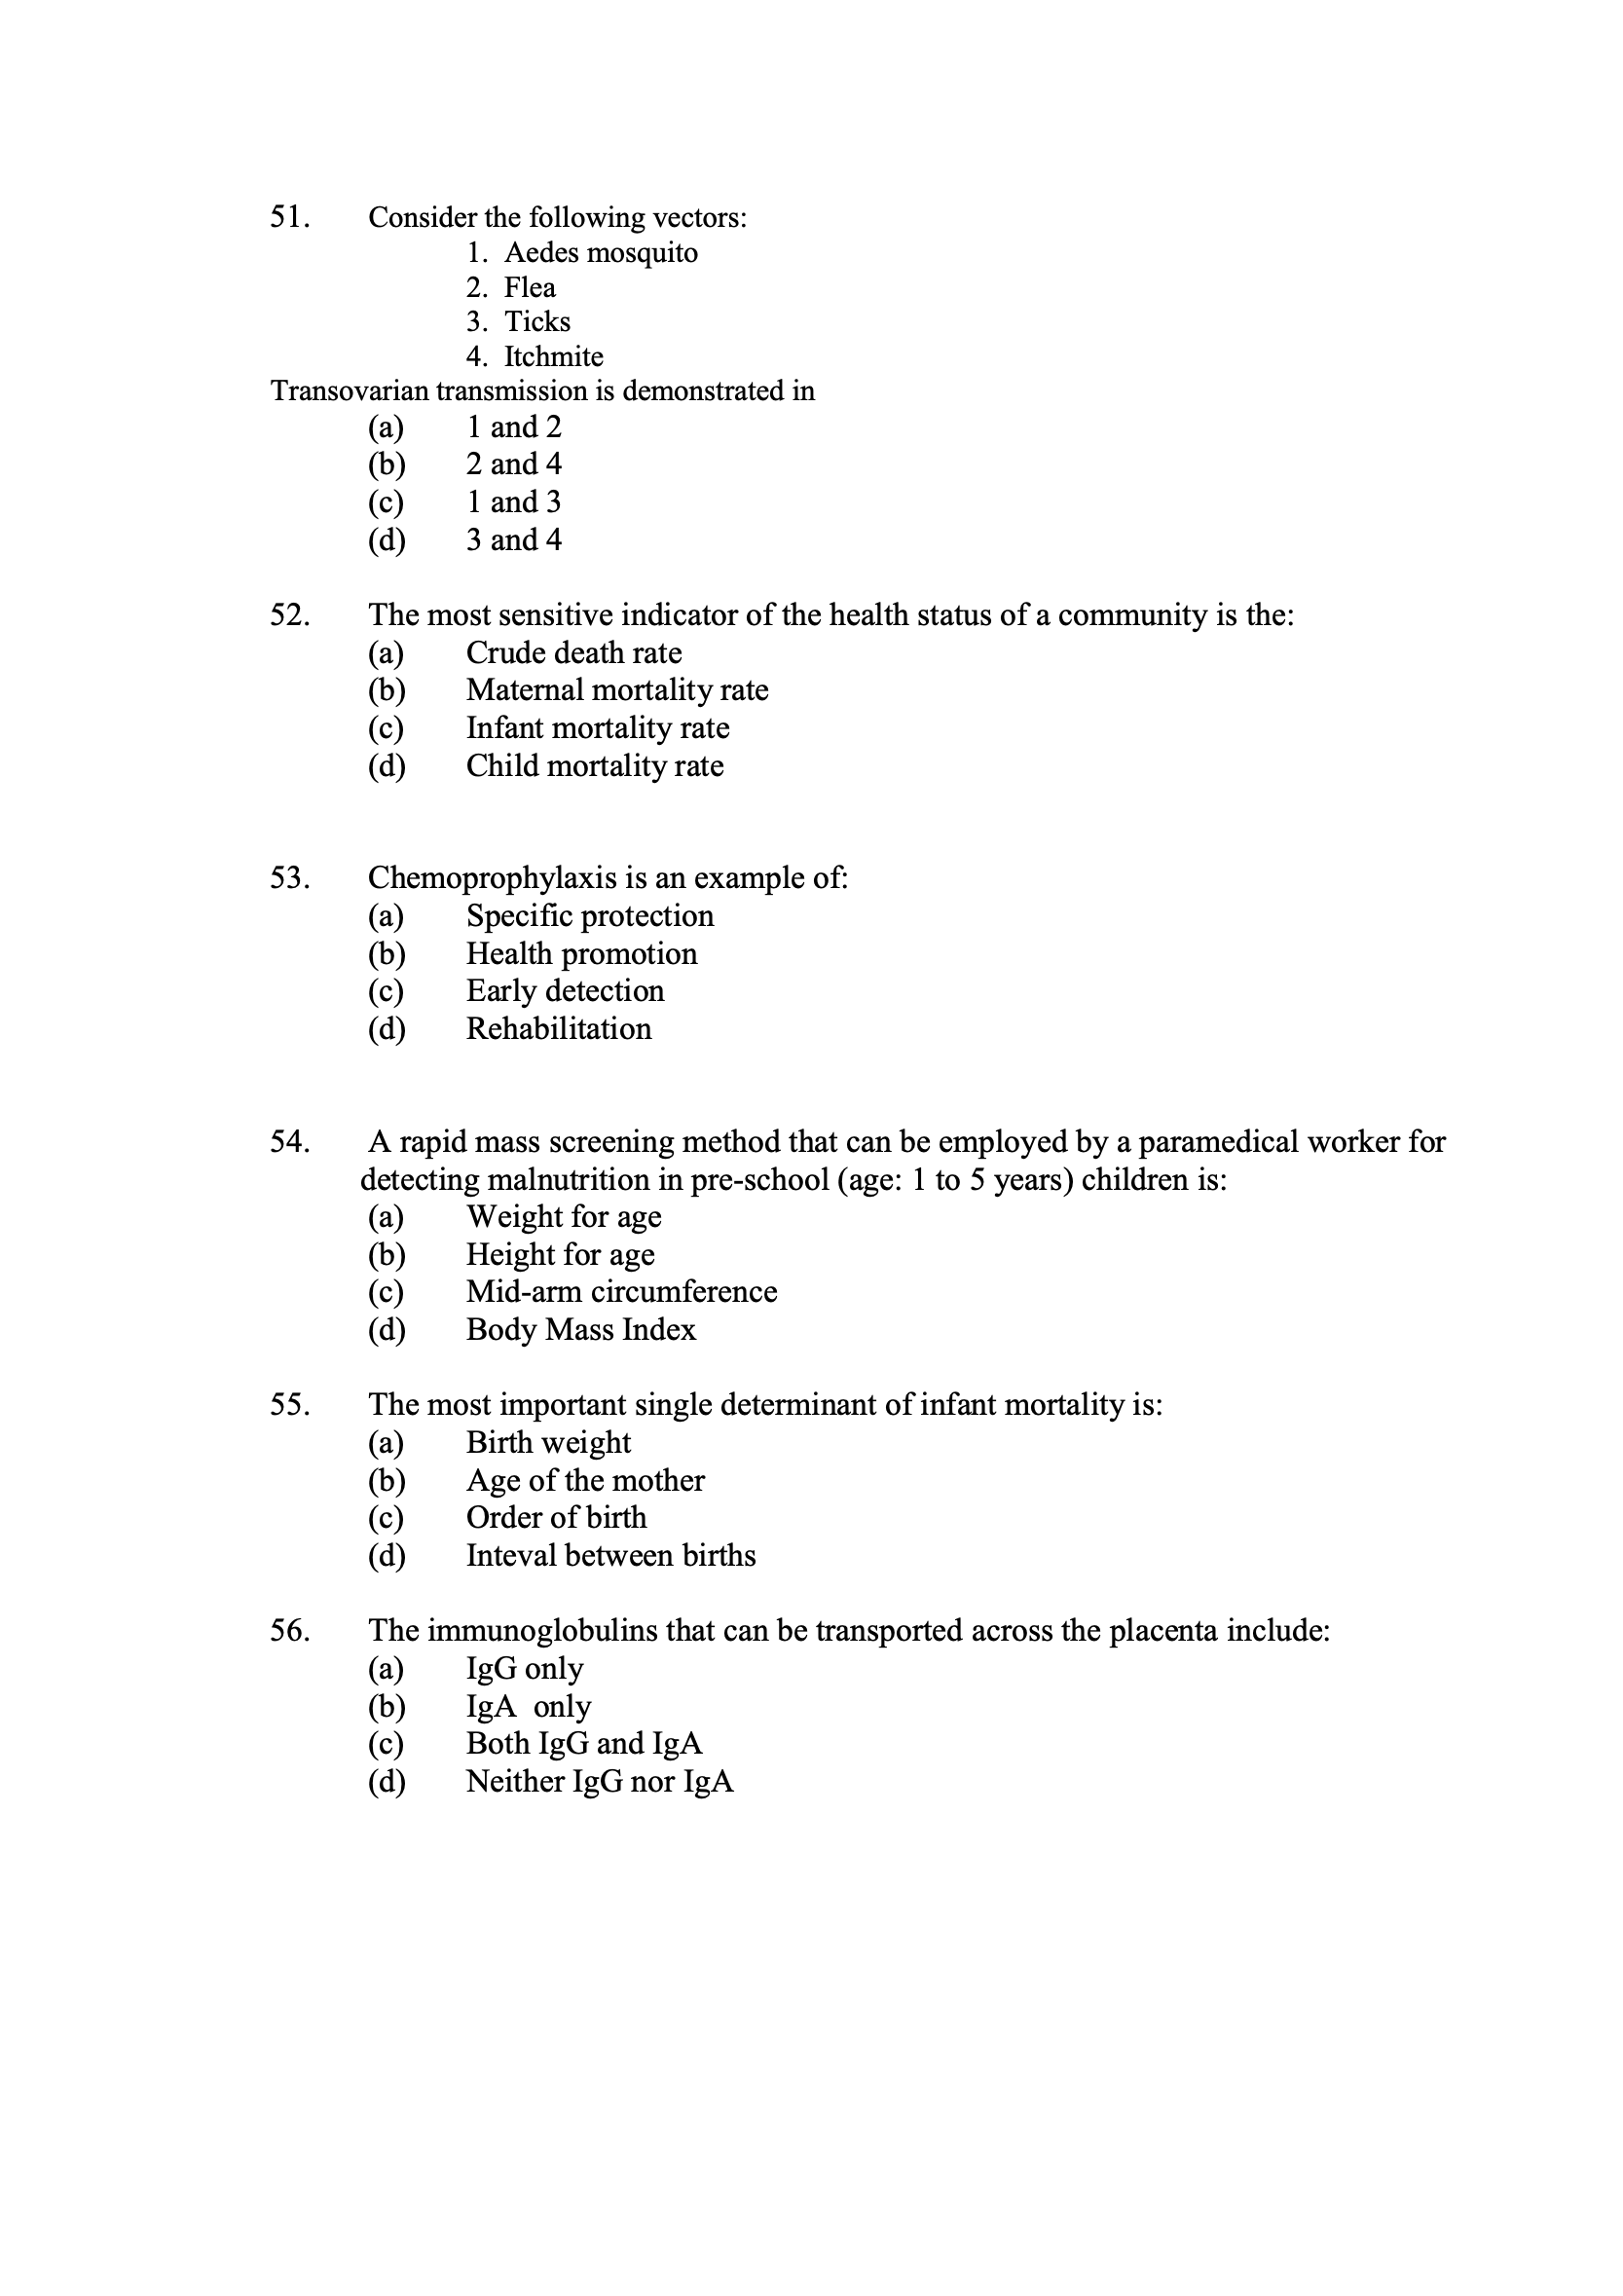 51. Consider the following vectors:
1. Aedes mosquito
2. Flea
3. Ticks
4. Itchmite
Transovarian transmission is demonstrated in
(a) 1 and 2
(b) 2 and 4
(c) 1 and 3
(d) 3 and 4
52. The most sensitive indicator of the health status of a community is the:
(a) Crude death rate
(b) Maternal mortality rate
(c) Infant mortality rate
(d) Child mortality rate
53. Chemoprophylaxis is an example of:
(a) Specific protection
(b) Health promotion
(c) Early detection
(d) Rehabilitation
54. A rapid mass screening method that can be employed by a paramedical worker for
detecting malnutrition in pre-school (age: 1 to 5 years) children is:
(a) Weight for age
(b) Height for age
(c) Mid-arm circumference
(d) Body Mass Index
55. The most important single determinant of infant mortality is:
(a) Birth weight
(b) Age of the mother
(c) Order of birth
(d) Inteval between births
56. The immunoglobulins that can be transported across the placenta include:
(a) IgG only
(b) IgA only
(c) Both IgG and IgA
(d) Neither IgG nor IgA